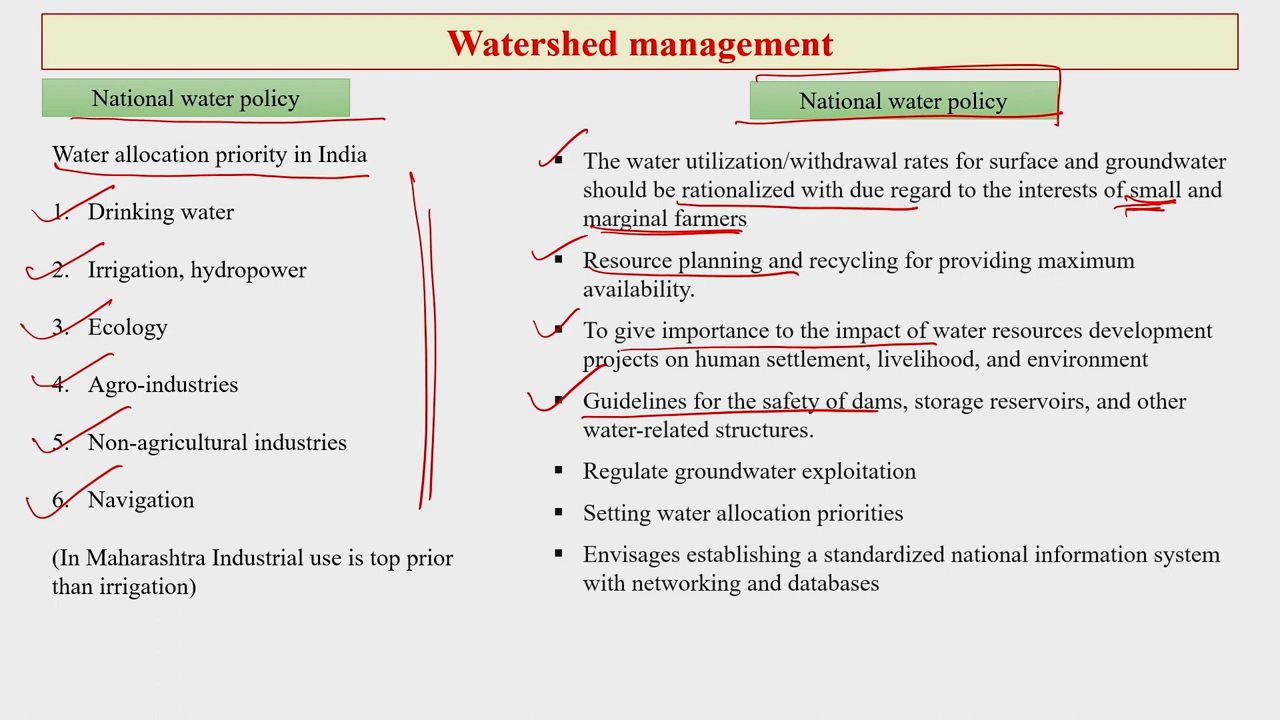 Watershed management
National water policy
Water allocation priority in India
1. Drinking water
2. Irrigation, hydropower
3. Ecology
4. Agro-industries
5. Non-agricultural industries
6. Navigation
(In Maharashtra Industrial use is top prior
than irrigation)
National water policy
▪ The water utilization/withdrawal rates for surface and groundwater
should be rationalized with due regard to the interests of small and
marginal farmers
▪ Resource planning and recycling for providing maximum
availability.
▪ To give importance to the impact of water resources development
projects on human settlement, livelihood, and environment
▪ Guidelines for the safety of dams, storage reservoirs, and other
water-related structures.
▪ Regulate groundwater exploitation
▪ Setting water allocation priorities
▪ Envisages establishing a standardized national information system
with networking and databases